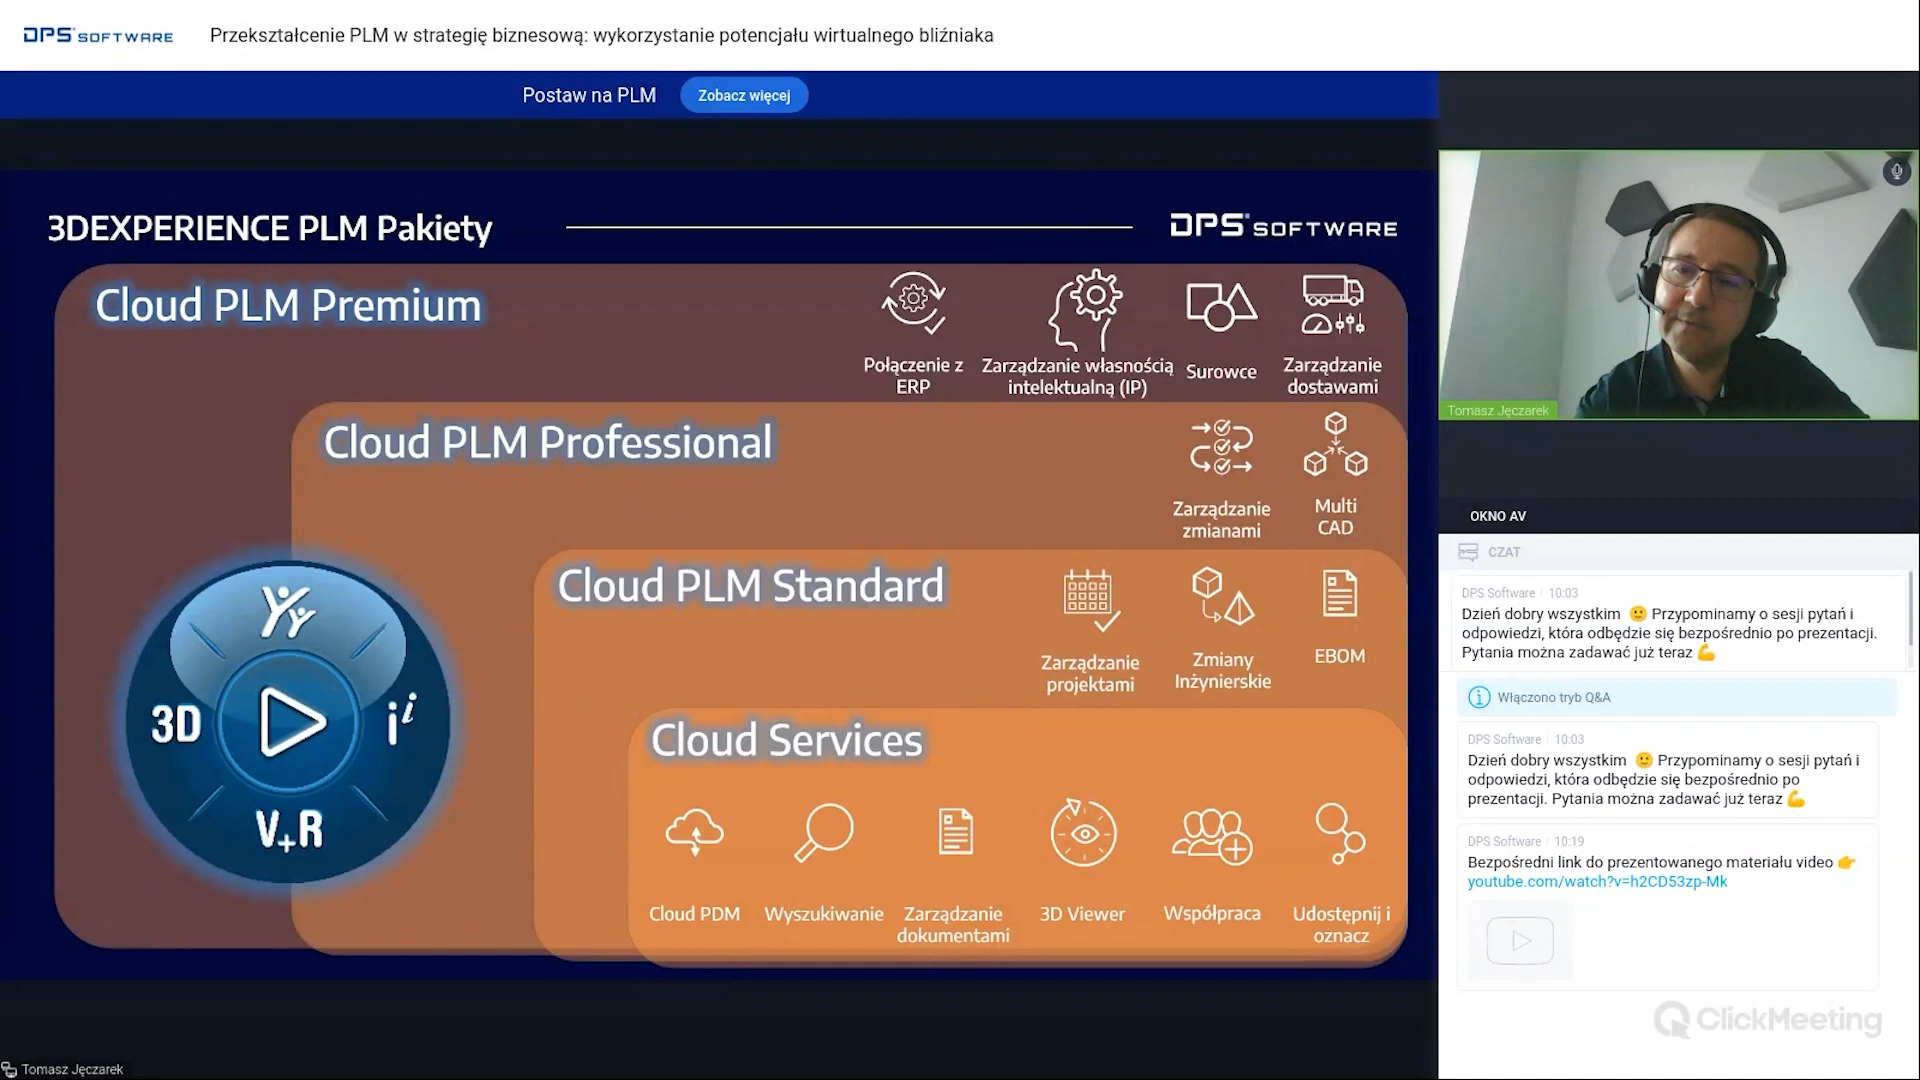 DPS SOFTWARE
Przekształcenie PLM w strategię biznesową: wykorzystanie potencjału wirtualnego bliźniaka
Postaw na PLM
Zobacz więcej
3DEXPERIENCE PLM Pakiety
DPS SOFTWARE
Cloud PLM Premium
Połączenie z
ERP
Zarządzanie własnością
intelektualną (IP)
Surowce
Zarządzanie
dostawami
Cloud PLM Professional
Zarządzanie
zmianami
Multi
CAD
Cloud PLM Standard
Zarządzanie
projektami
Zmiany
Inżynierskie
EBOM
3D
V+R
Cloud Services
Cloud PDM
Wyszukiwanie
Zarządzanie
dokumentami
3D Viewer
Współpraca
Udostępnij i
oznacz
Tomasz Jęczarek
Tomasz Jęczarek
OKNO AV
CZAT
DPS Software 10:03
Dzień dobry wszystkim 🙂 Przypominamy o sesji pytań i
odpowiedzi, która odbędzie się bezpośrednio po prezentacji.
Pytania można zadawać już teraz 💪
Włączono tryb Q&A
DPS Software 10:03
Dzień dobry wszystkim 🙂 Przypominamy o sesji pytań i
odpowiedzi, która odbędzie się bezpośrednio po
prezentacji. Pytania można zadawać już teraz 💪
DPS Software 10:19
Bezpośredni link do prezentowanego materiału video 👉
youtube.com/watch?v=h2CD53zp-Mk
ClickMeeting